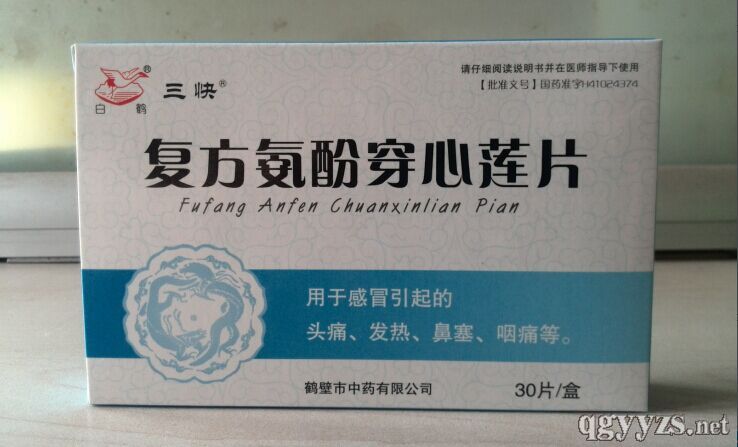 请仔细阅读说明书并在医师指导下使用
【批准文号】国药准字H41024374
® 三快®
白 鹤
复方氨酚穿心莲片
Fufang Anfen Chuanxinlian Pian
用于感冒引起的
头痛、发热、鼻塞、咽痛等。
鹤壁市中药有限公司 30片/盒
qgyyzs.net